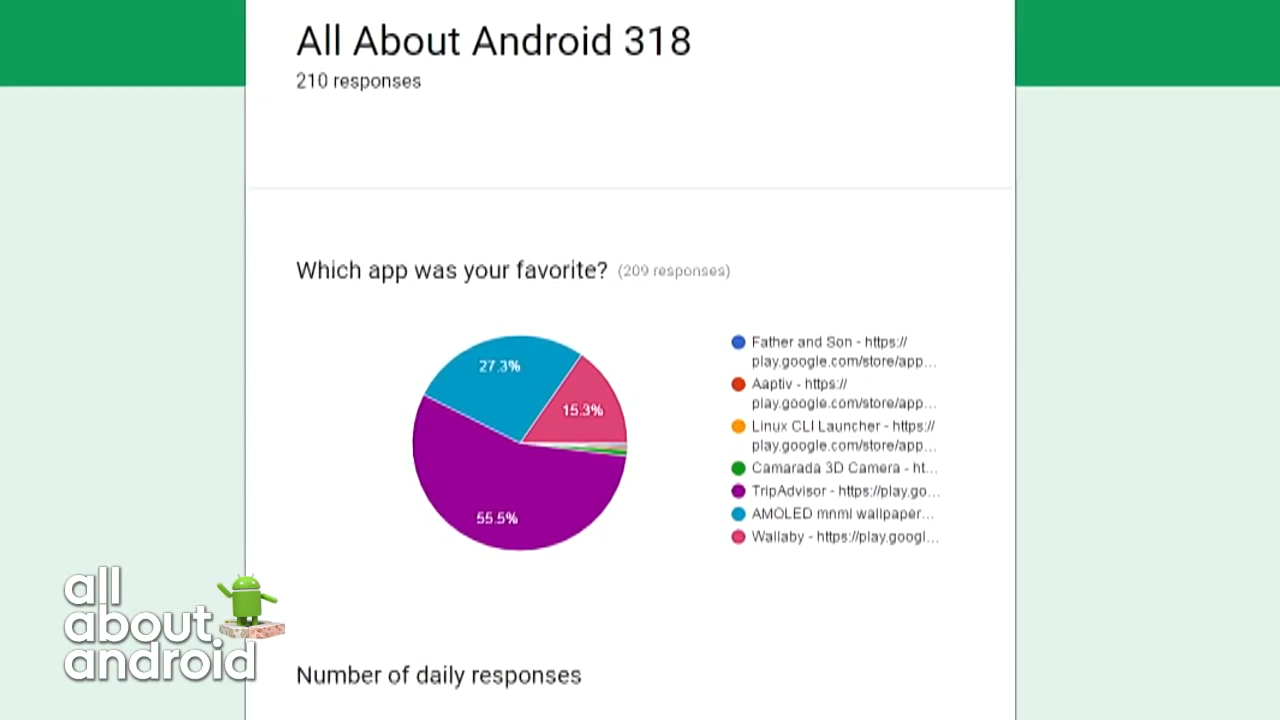 All About Android 318
210 responses
Which app was your favorite? (209 responses)
27.3%
15.3%
55.5%
Father and Son - https://
play.google.com/store/app...
Aaptiv - https://
play.google.com/store/app...
Linux CLI Launcher - https://
play.google.com/store/app...
Camarada 3D Camera - ht...
TripAdvisor - https://play.go...
AMOLED mnml wallpaper...
Wallaby - https://play.googl...
all
about
android
Number of daily responses